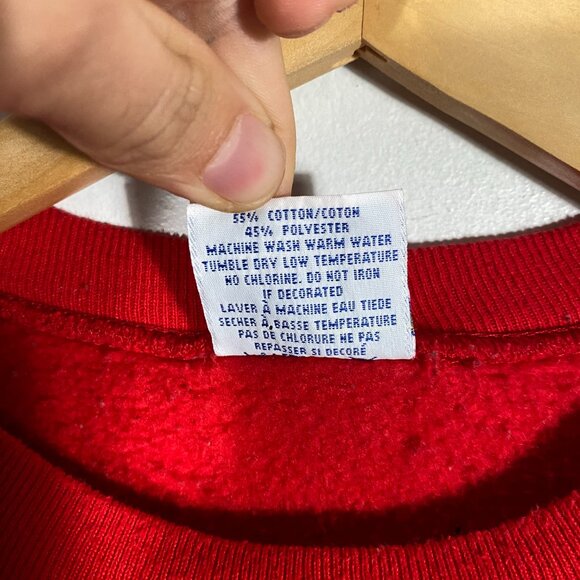 55% COTTON/COTON
45% POLYESTER
MACHINE WASH WARM WATER
TUMBLE DRY LOW TEMPERATURE
NO CHLORINE. DO NOT IRON
IF DECORATED
LAVER À MACHINE EAU TIEDE
SECHER À BASSE TEMPERATURE
PAS DE CHLORURE NE PAS
REPASSER SI DECORÉ